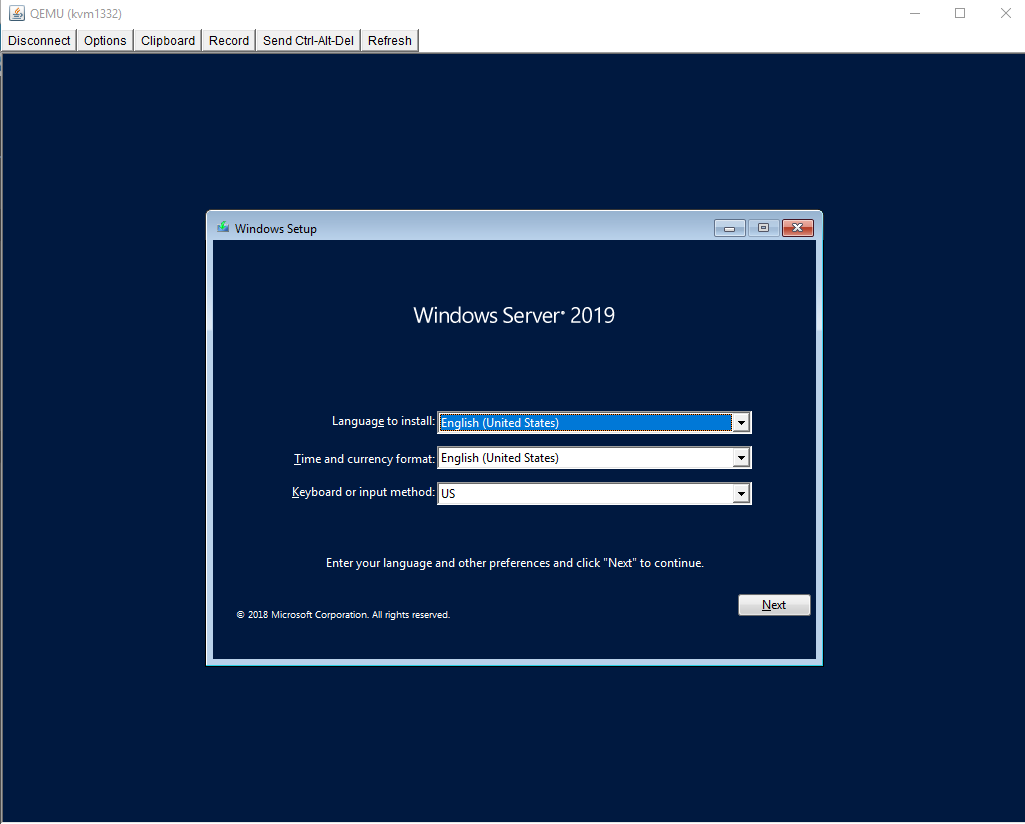 QEMU (kvm1332)
Disconnect Options Clipboard Record Send Ctrl-Alt-Del Refresh
Windows Setup
Windows Server 2019
Language to install: English (United States)
Time and currency format: English (United States)
Keyboard or input method: US
Enter your language and other preferences and click "Next" to continue.
Next
© 2018 Microsoft Corporation. All rights reserved.